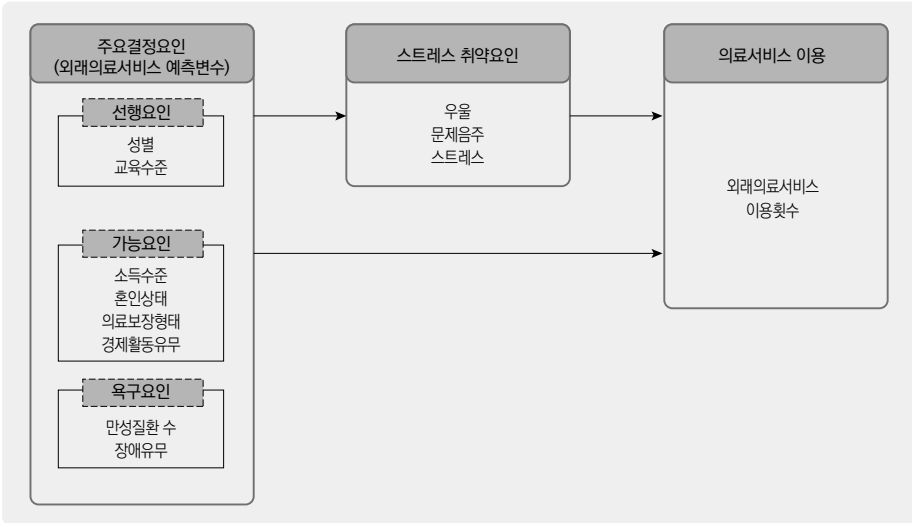 주요결정요인
(외래의료서비스 예측변수)
선행요인
성별
교육수준
가능요인
소득수준
혼인상태
의료보장형태
경제활동유무
욕구요인
만성질환 수
장애유무
스트레스 취약요인
우울
문제음주
스트레스
의료서비스 이용
외래의료서비스
이용횟수